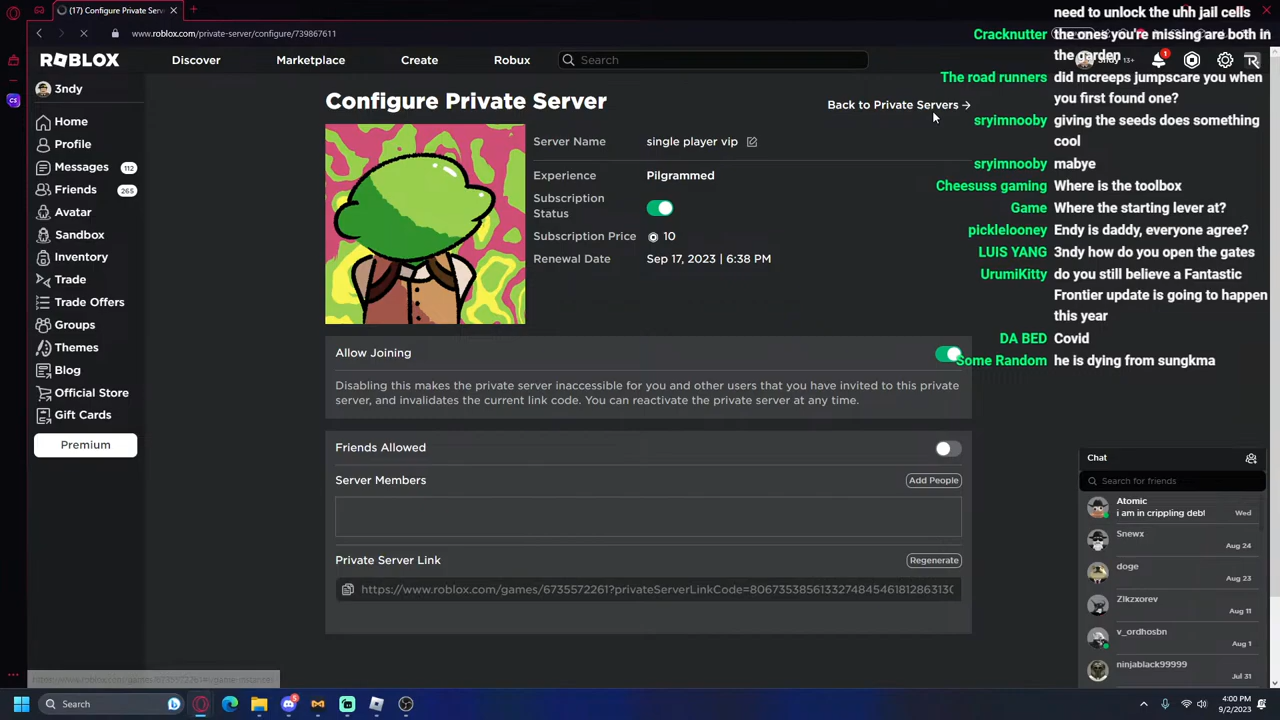 (17) Configure Private Serve
www.roblox.com/private-server/configure/739867611
ROBLOX
Discover
Marketplace
Create
Robux
Search
3ndy 13+
1
3ndy
Home
Profile
Messages 112
Friends 265
Avatar
Sandbox
Inventory
Trade
Trade Offers
Groups
Themes
Blog
Official Store
Gift Cards
Premium
Configure Private Server
Back to Private Servers →
Server Name single player vip
Experience Pilgrammed
Subscription
Status
Subscription Price 10
Renewal Date Sep 17, 2023 | 6:38 PM
Allow Joining
Disabling this makes the private server inaccessible for you and other users that you have invited to this private
server, and invalidates the current link code. You can reactivate the private server at any time.
Friends Allowed
Server Members Add People
Private Server Link Regenerate
https://www.roblox.com/games/6735572261?privateServerLinkCode=8067353856133274845461812863130
need to unlock the uhh jail cells
Cracknutter the ones you're missing are both in
the garden
The road runners did mcreeps jumpscare you when
you first found one?
sryimnooby giving the seeds does something
cool
sryimnooby mabye
Cheesuss gaming Where is the toolbox
Game Where the starting lever at?
picklelooney Endy is daddy, everyone agree?
LUIS YANG 3ndy how do you open the gates
UrumiKitty do you still believe a Fantastic
Frontier update is going to happen
this year
DA BED Covid
Some Random he is dying from sungkma
Chat
Search for friends
Atomic
i am in crippling debt Wed
Snewx
Aug 24
doge
Aug 23
Zlkzxorev
Aug 11
v_ordhosbn
Aug 1
ninjablack99999
Jul 31
Search
5
4:00 PM
9/2/2023